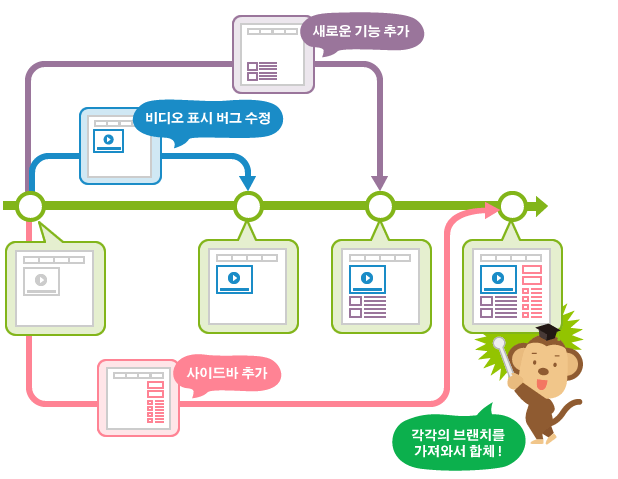 새로운 기능 추가
비디오 표시 버그 수정
사이드바 추가
각각의 브랜치를
가져와서 합체!